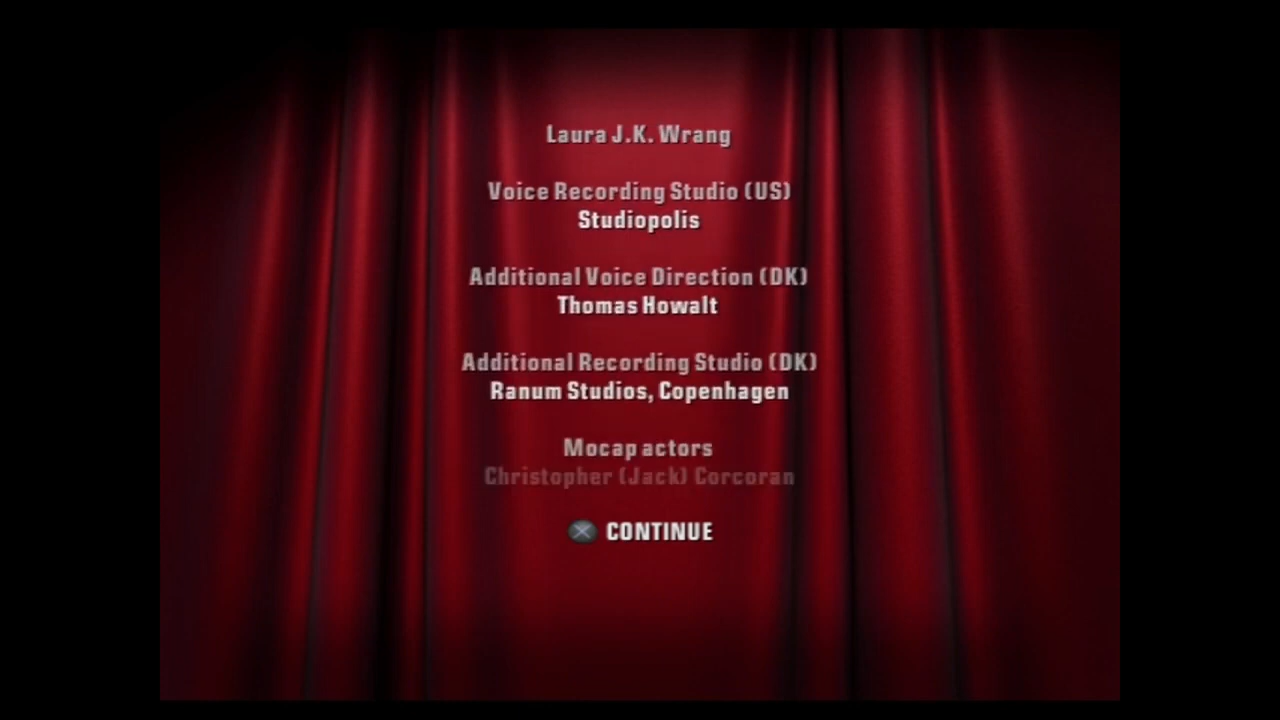 Laura J.K. Wrang
Voice Recording Studio (US)
Studiopolis
Additional Voice Direction (DK)
Thomas Howalt
Additional Recording Studio (DK)
Ranum Studios, Copenhagen
Mocap actors
Christopher (Jack) Corcoran
CONTINUE